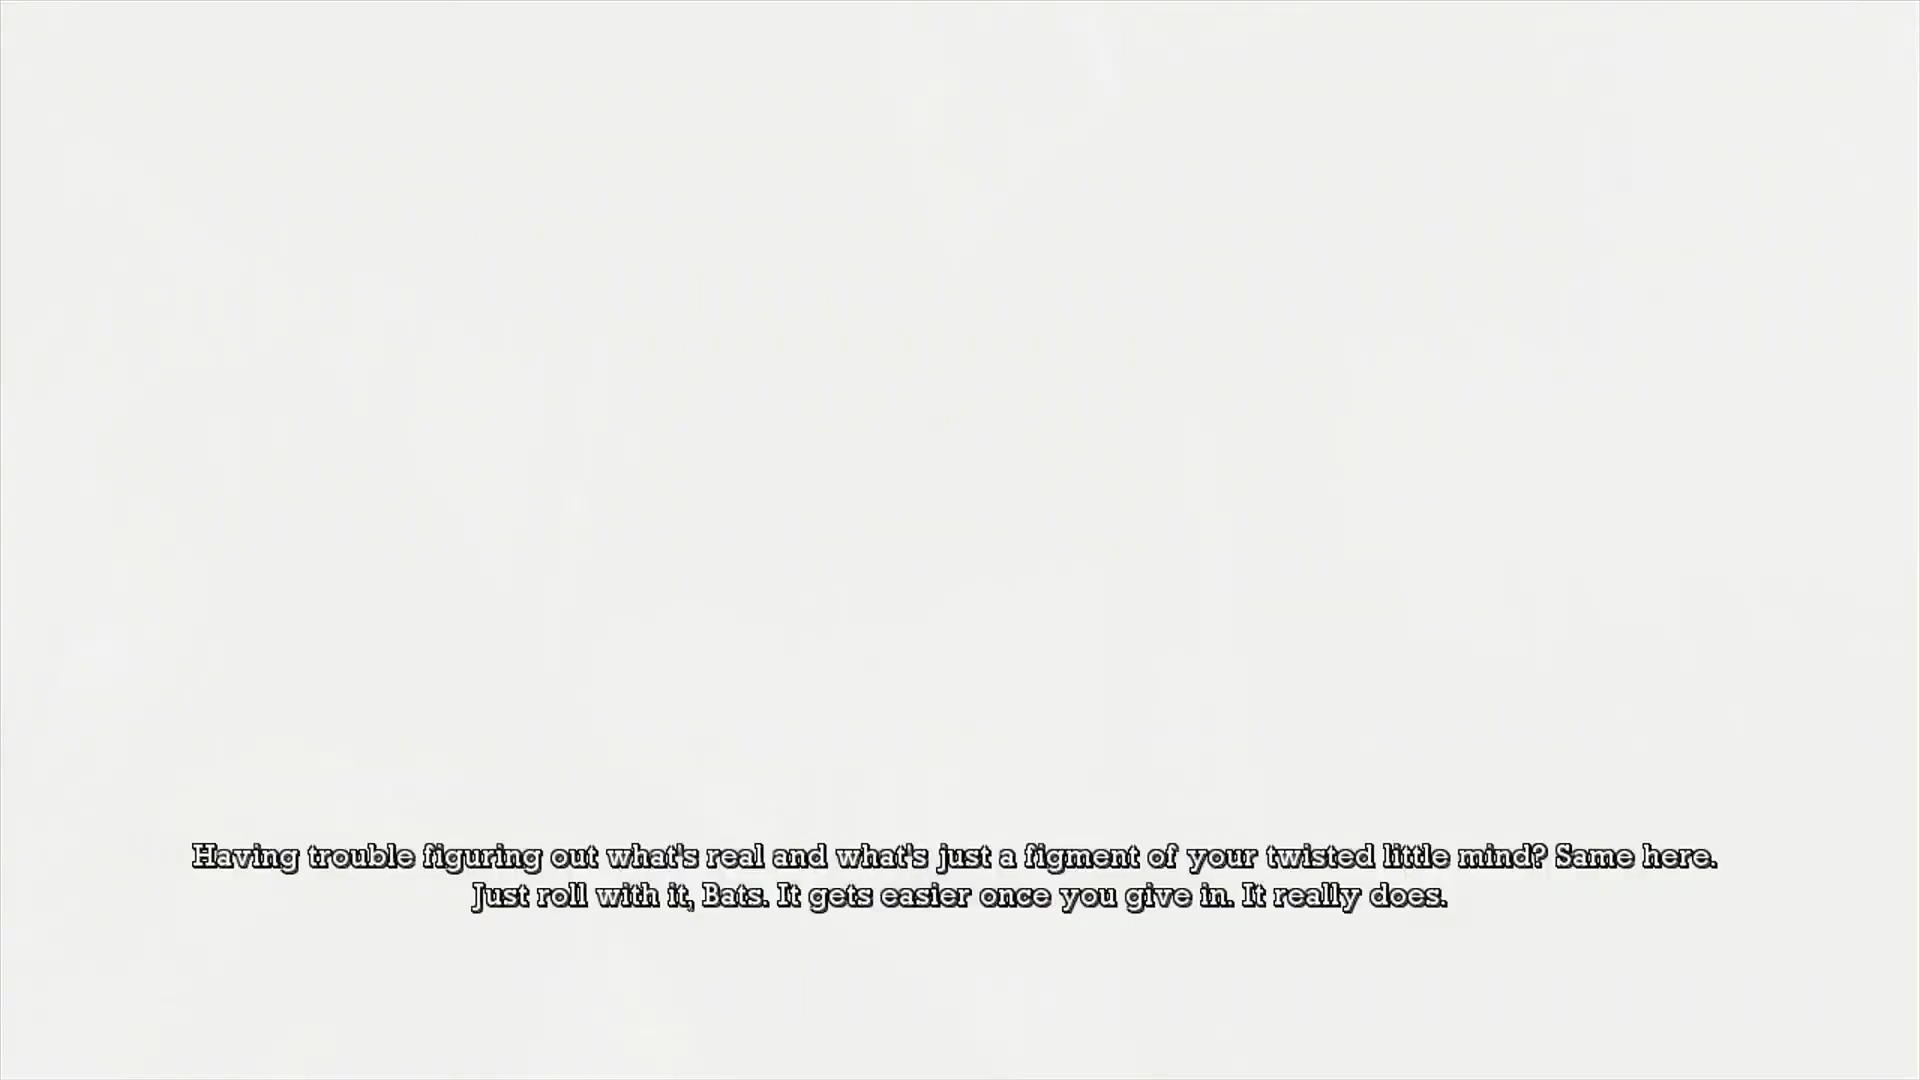 Having trouble figuring out what's real and what's just a figment of your twisted little mind? Same here.
Just roll with it, Bats. It gets easier once you give in. It really does.